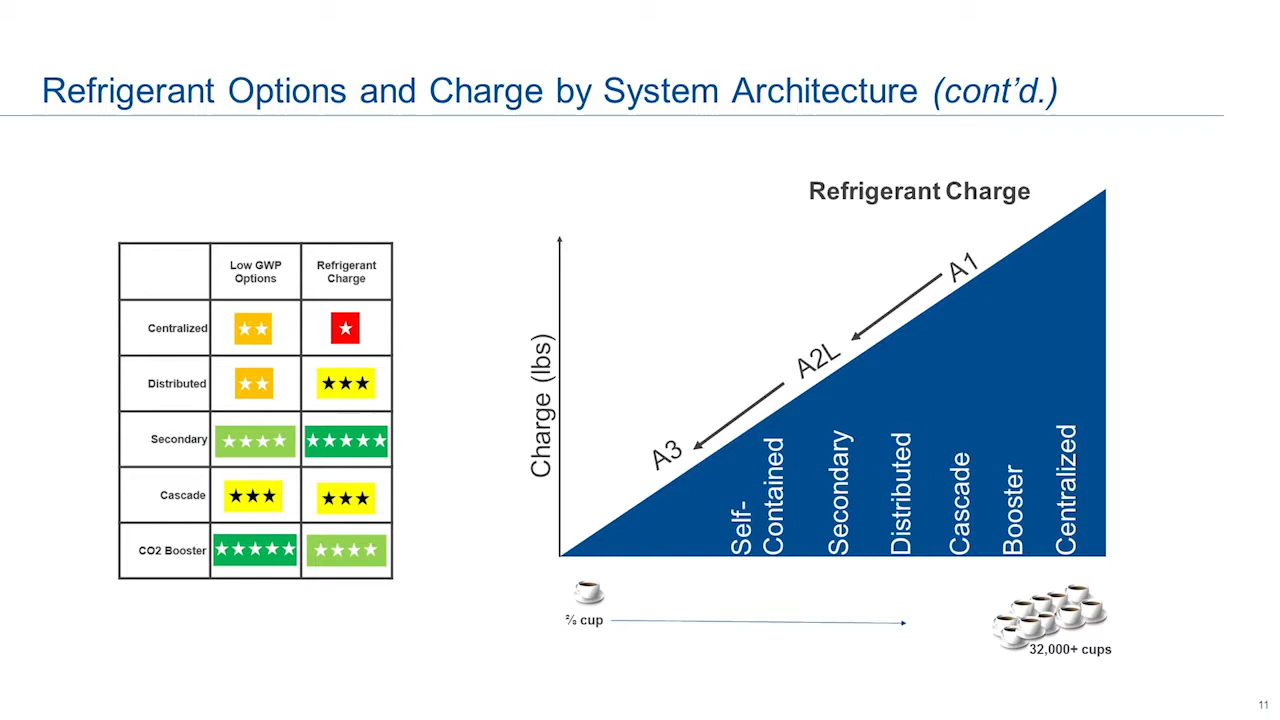 Refrigerant Options and Charge by System Architecture (cont’d.)
Low GWP
Options
Refrigerant
Charge
Centralized
★★
★
Distributed
★★
★★★
Secondary
★★★★
★★★★★
Cascade
★★★
★★★
CO2 Booster
★★★★★
★★★★
Refrigerant Charge
Charge (lbs)
A1
A2L
A3
Self-
Contained
Secondary
Distributed
Cascade
Booster
Centralized
⅔ cup
32,000+ cups
11